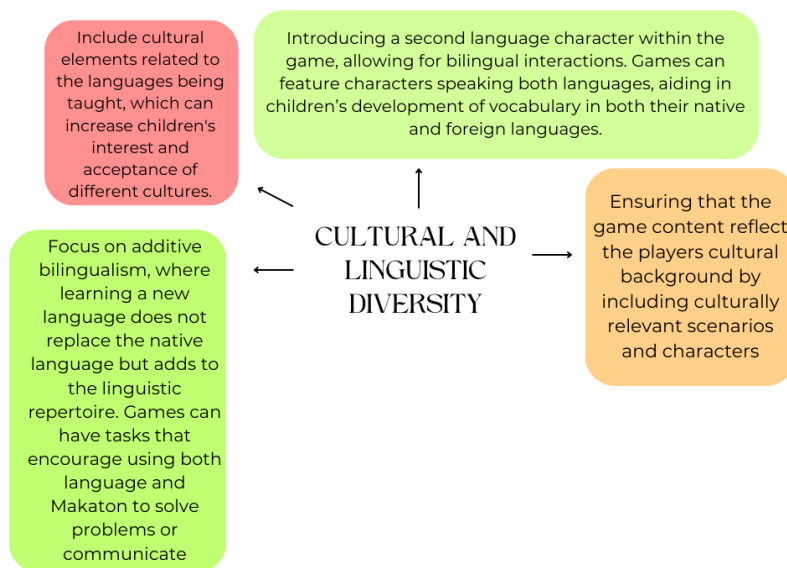 Include cultural
elements related to
the languages being
taught, which can
increase children's
interest and
acceptance of
different cultures.
Introducing a second language character within the
game, allowing for bilingual interactions. Games can
feature characters speaking both languages, aiding in
children’s development of vocabulary in both their native
and foreign languages.
CULTURAL AND
LINGUISTIC
DIVERSITY
Ensuring that the
game content reflect
the players cultural
background by
including culturally
relevant scenarios
and characters
Focus on additive
bilingualism, where
learning a new
language does not
replace the native
language but adds to
the linguistic
repertoire. Games can
have tasks that
encourage using both
language and
Makaton to solve
problems or
communicate